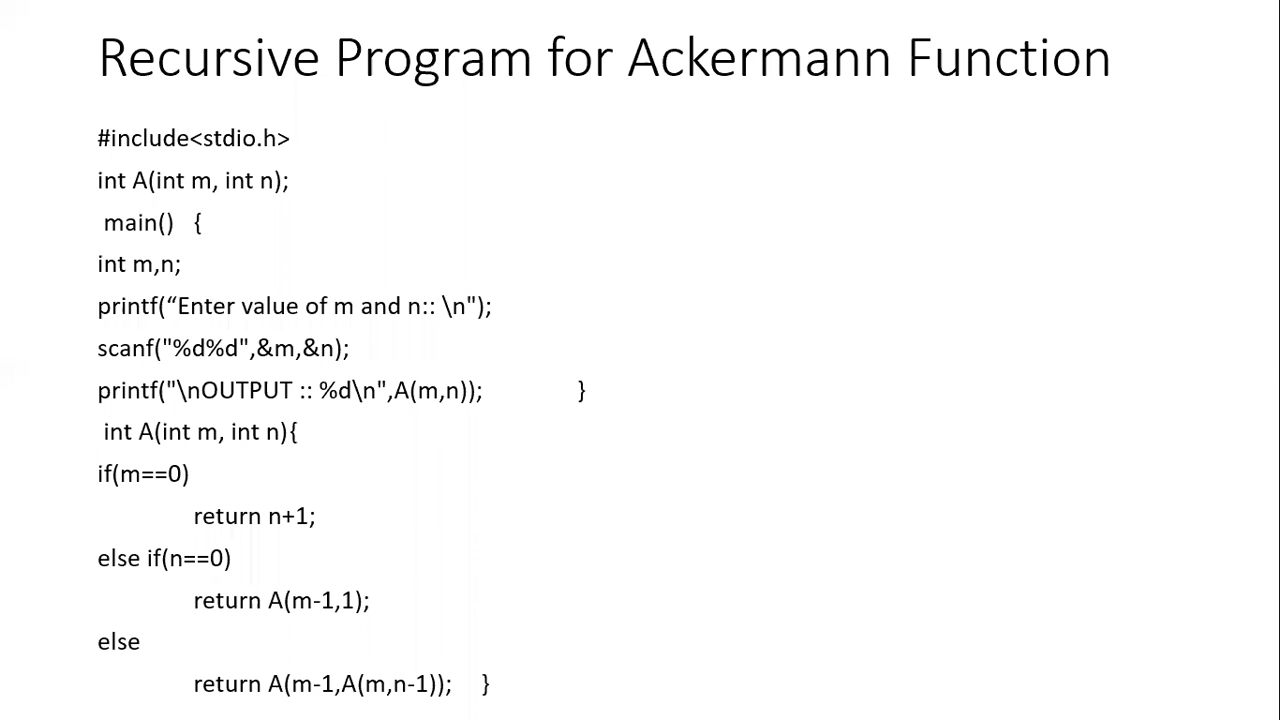 Recursive Program for Ackermann Function
#include<stdio.h>
int A(int m, int n);
main() {
int m,n;
printf(“Enter value of m and n:: \n");
scanf("%d%d",&m,&n);
printf("\nOUTPUT :: %d\n",A(m,n)); }
int A(int m, int n){
if(m==0)
return n+1;
else if(n==0)
return A(m-1,1);
else
return A(m-1,A(m,n-1)); }